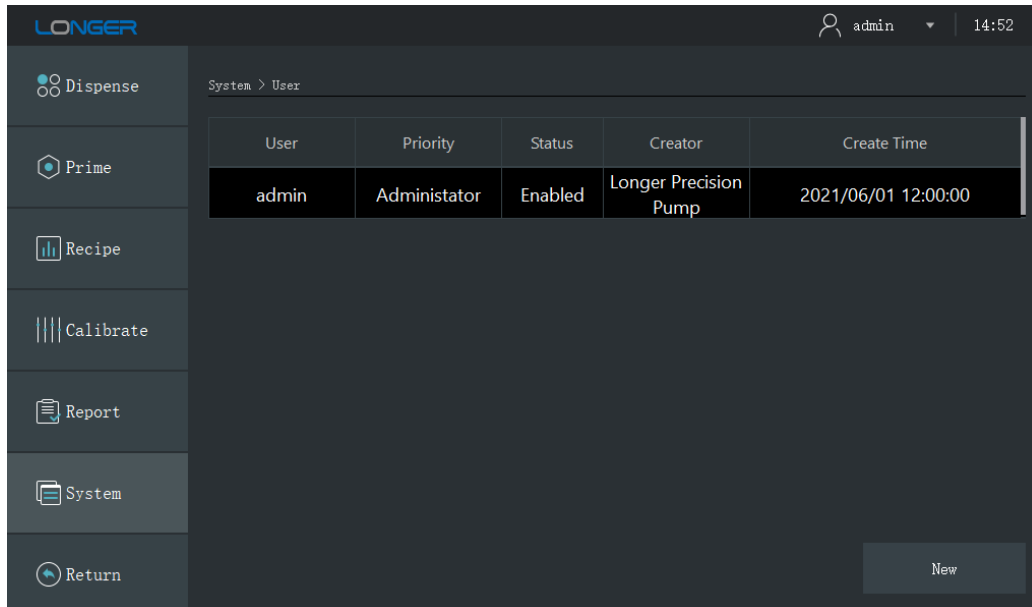 LONGER
admin
14:52
Dispense
Prime
Recipe
Calibrate
Report
System
Return
System > User
User Priority Status Creator Create Time
admin Administator Enabled Longer Precision Pump 2021/06/01 12:00:00
New